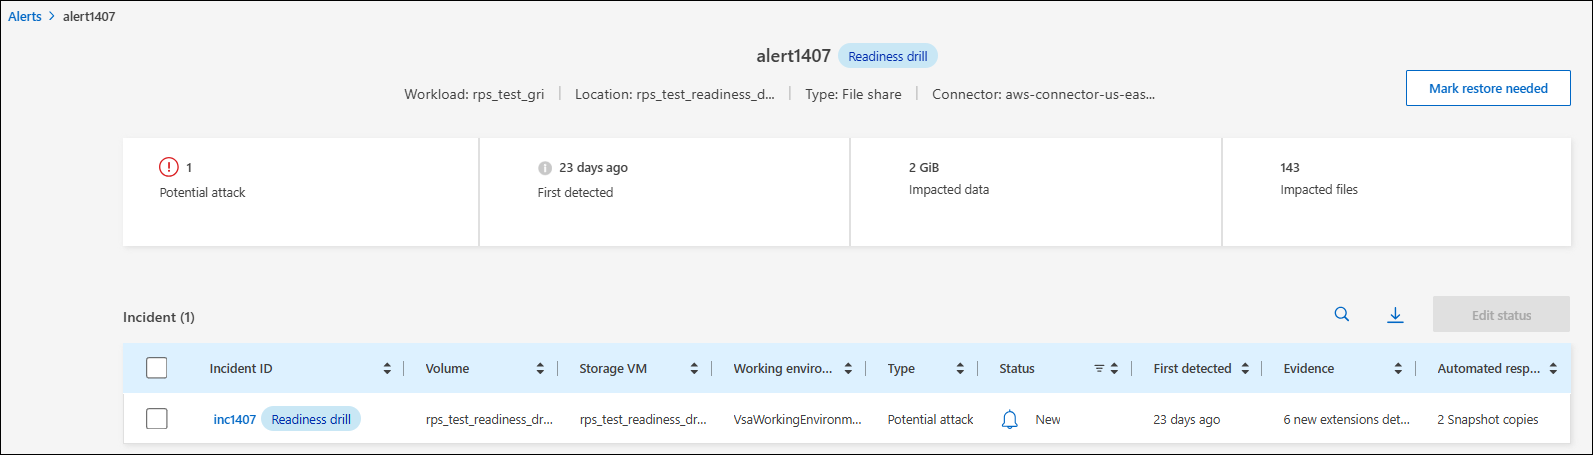 Alerts > alert1407
alert1407 Readiness drill
Workload: rps_test_gri | Location: rps_test_readiness_d... | Type: File share | Connector: aws-connector-us-eas...
Mark restore needed
1
Potential attack
23 days ago
First detected
2 GiB
Impacted data
143
Impacted files
Incident (1)
Edit status
Incident ID Volume Storage VM Working enviro... Type Status First detected Evidence Automated resp...
inc1407 Readiness drill rps_test_readiness_dr... rps_test_readiness_dr... VsaWorkingEnvironm... Potential attack New 23 days ago 6 new extensions det... 2 Snapshot copies